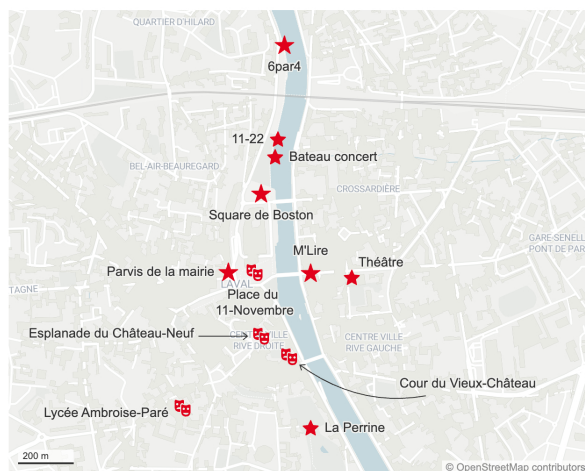 QUARTIER D'HILARD
6par4
11-22
Bateau concert
BEL-AIR-BEAUREGARD
CROSSARDIÈRE
Square de Boston
GARE-SENELL
PONT DE PAR
M'Lire
Parvis de la mairie
Théâtre
TAGNE
LAVAL
Place du
11-Novembre
Esplanade du Château-Neuf
CENTRE VILLE
RIVE DROITE
CENTRE VILLE
RIVE GAUCHE
Cour du Vieux-Château
Lycée Ambroise-Paré
La Perrine
200 m
© OpenStreetMap contributors